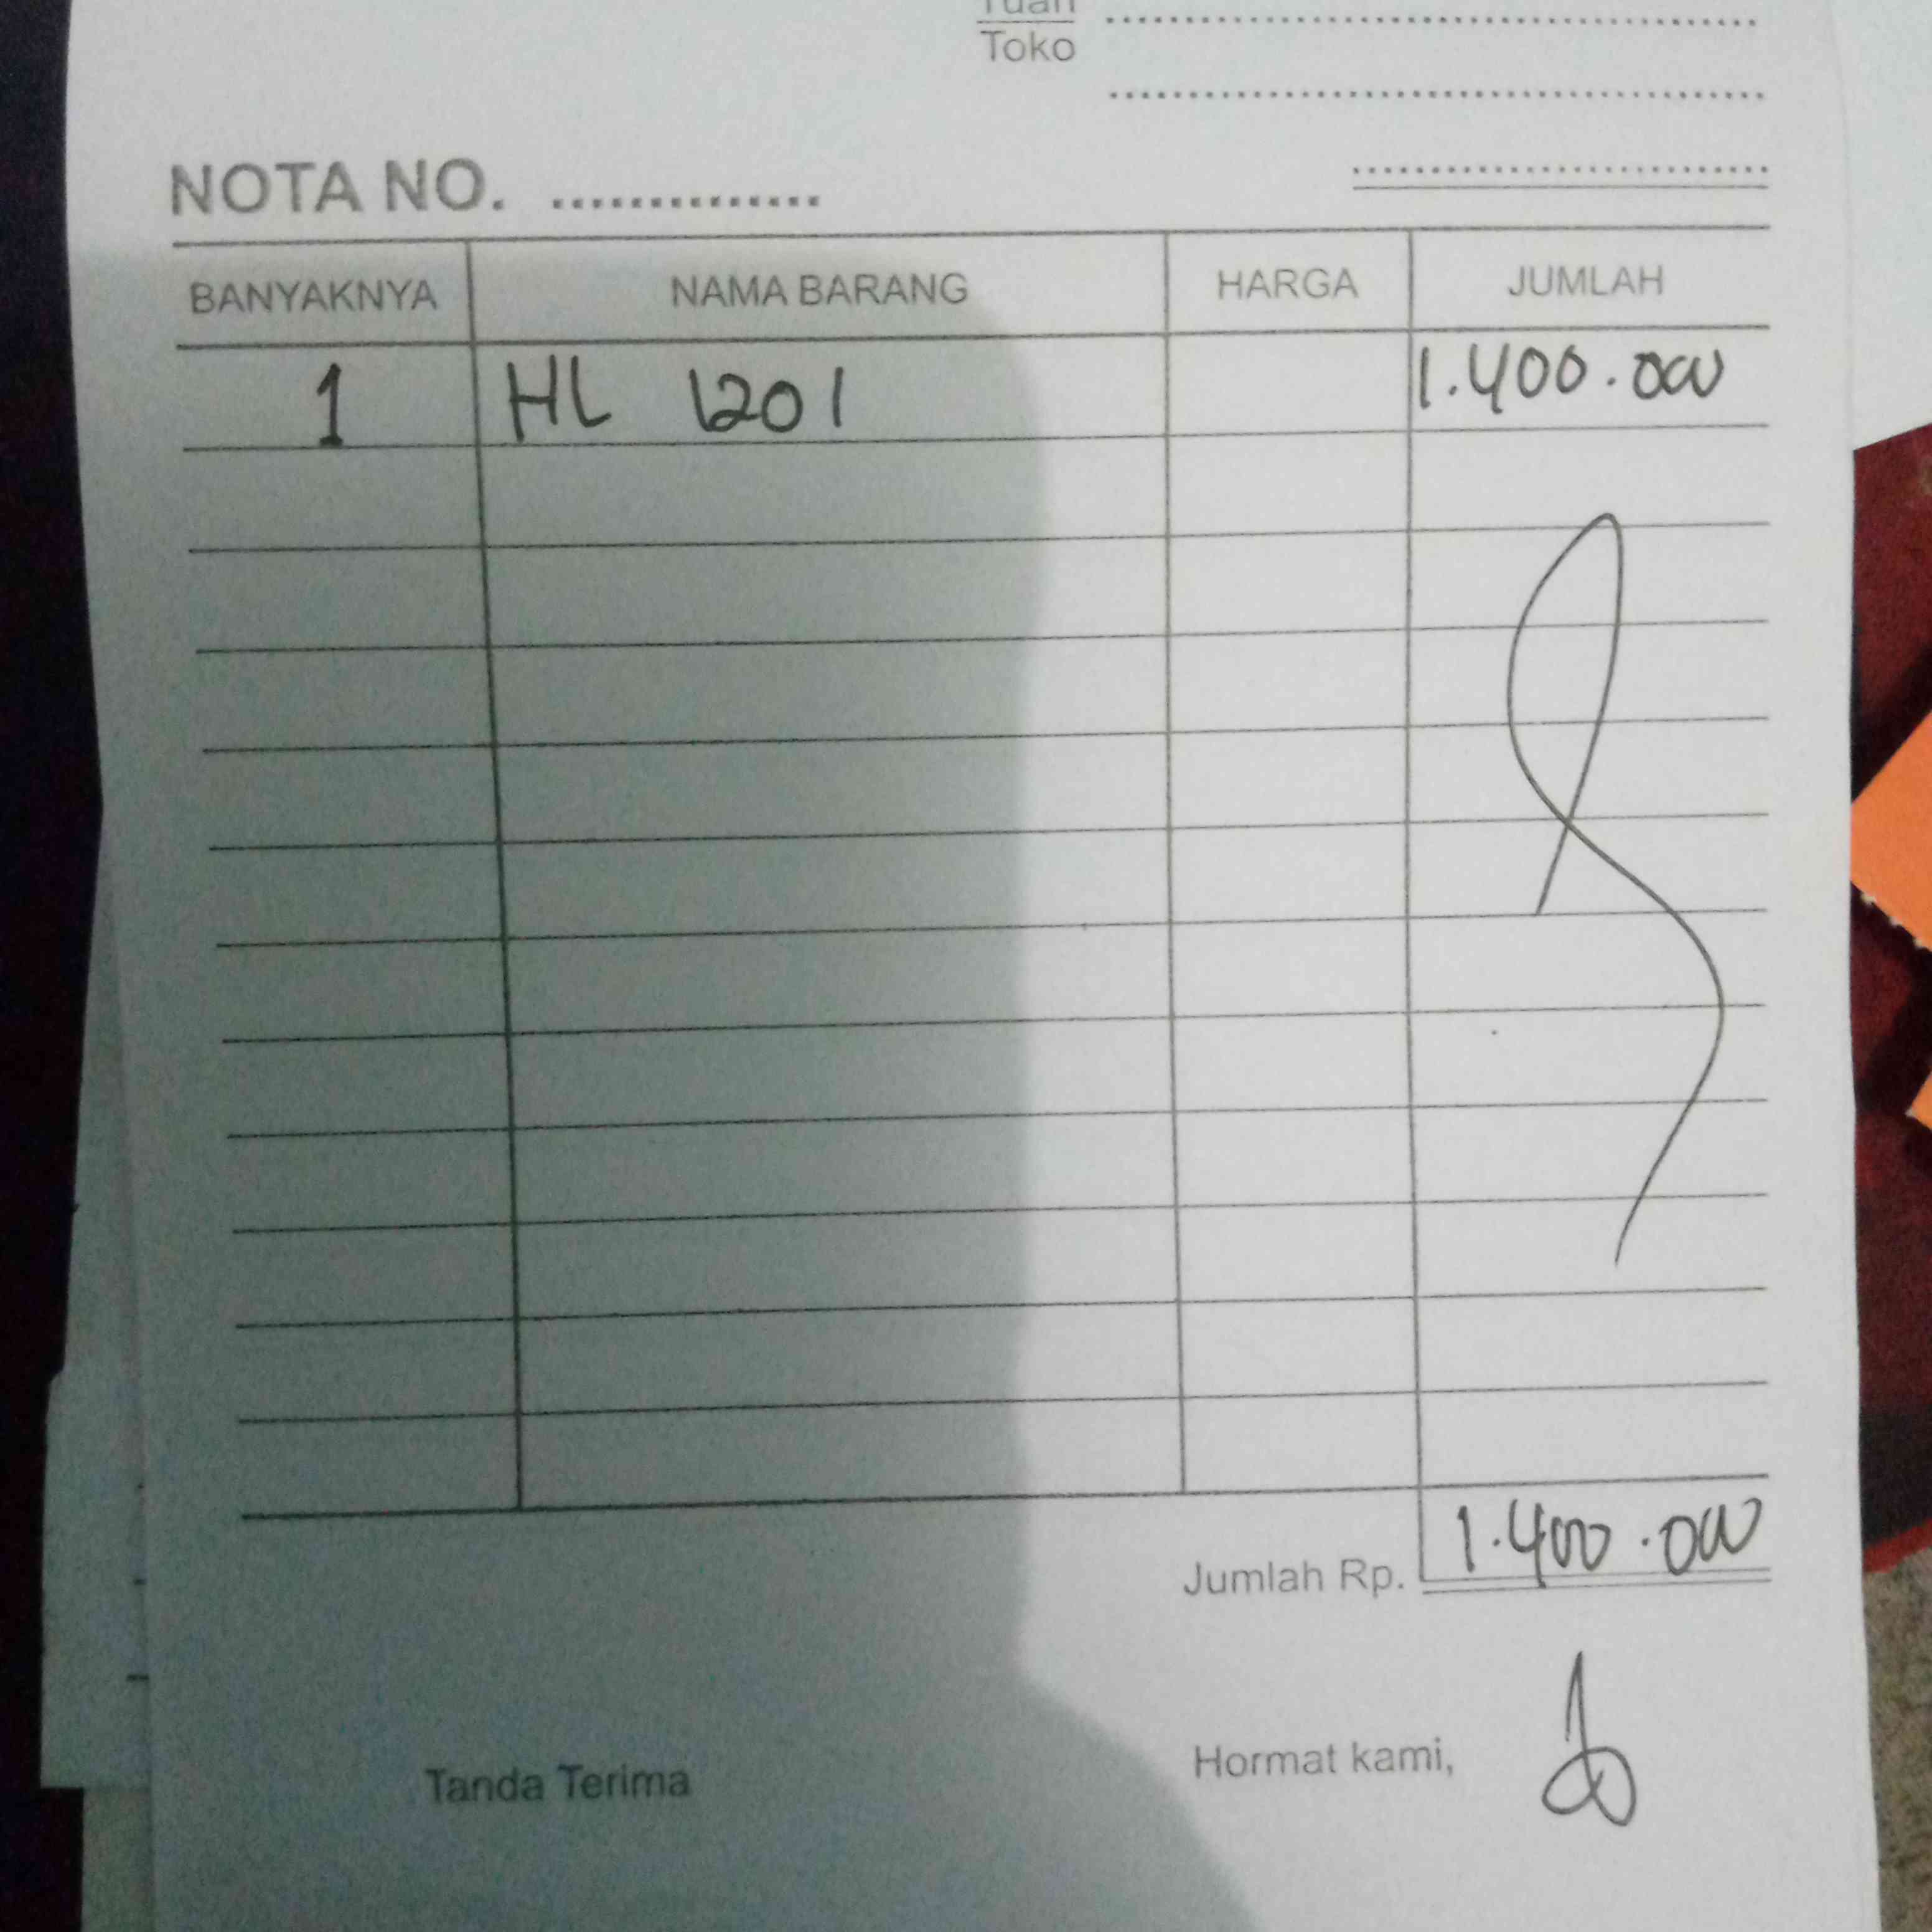 Tuan
Toko
NOTA NO. ..............
BANYAKNYA NAMA BARANG HARGA JUMLAH
1 HL 1201 1.400.000
Jumlah Rp. 1.400.000
Tanda Terima Hormat kami,